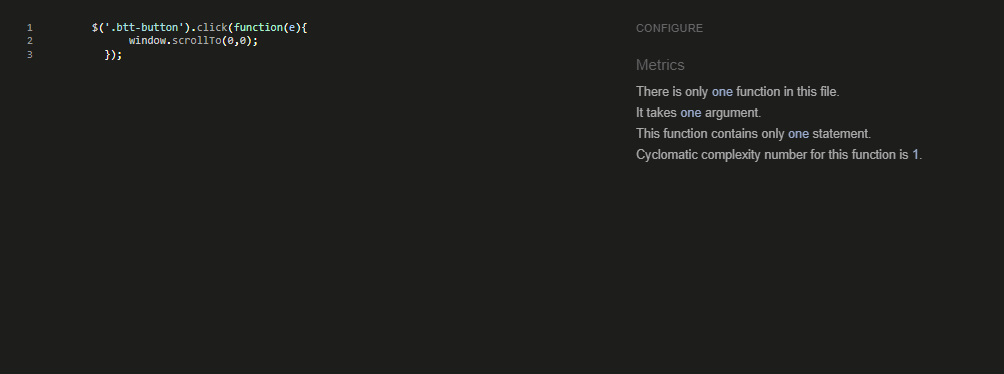 1 $('.btt-button').click(function(e){
2 window.scrollTo(0,0);
3 });
CONFIGURE
Metrics
There is only one function in this file.
It takes one argument.
This function contains only one statement.
Cyclomatic complexity number for this function is 1.